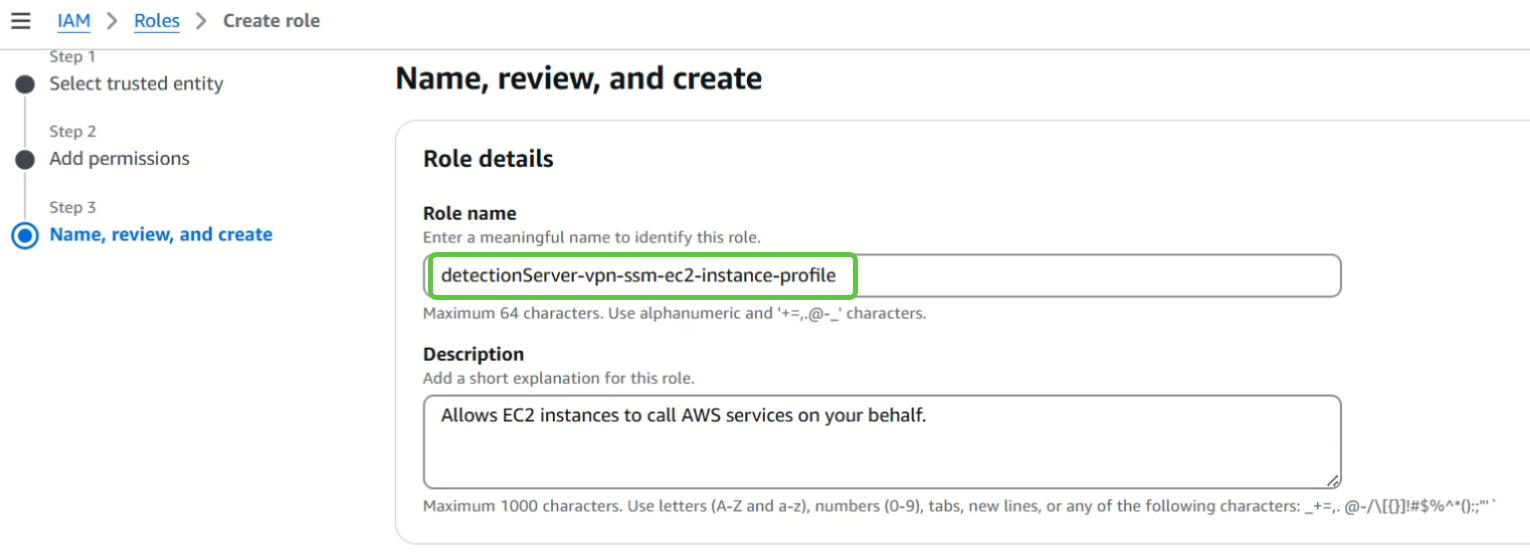 IAM > Roles > Create role
Step 1
Select trusted entity
Step 2
Add permissions
Step 3
Name, review, and create
Name, review, and create
Role details
Role name
Enter a meaningful name to identify this role.
detectionServer-vpn-ssm-ec2-instance-profile
Maximum 64 characters. Use alphanumeric and '+=,.@-_' characters.
Description
Add a short explanation for this role.
Allows EC2 instances to call AWS services on your behalf.
Maximum 1000 characters. Use letters (A-Z and a-z), numbers (0-9), tabs, new lines, or any of the following characters: _+=,. @-/\[{}]!#$%^*();:"'`